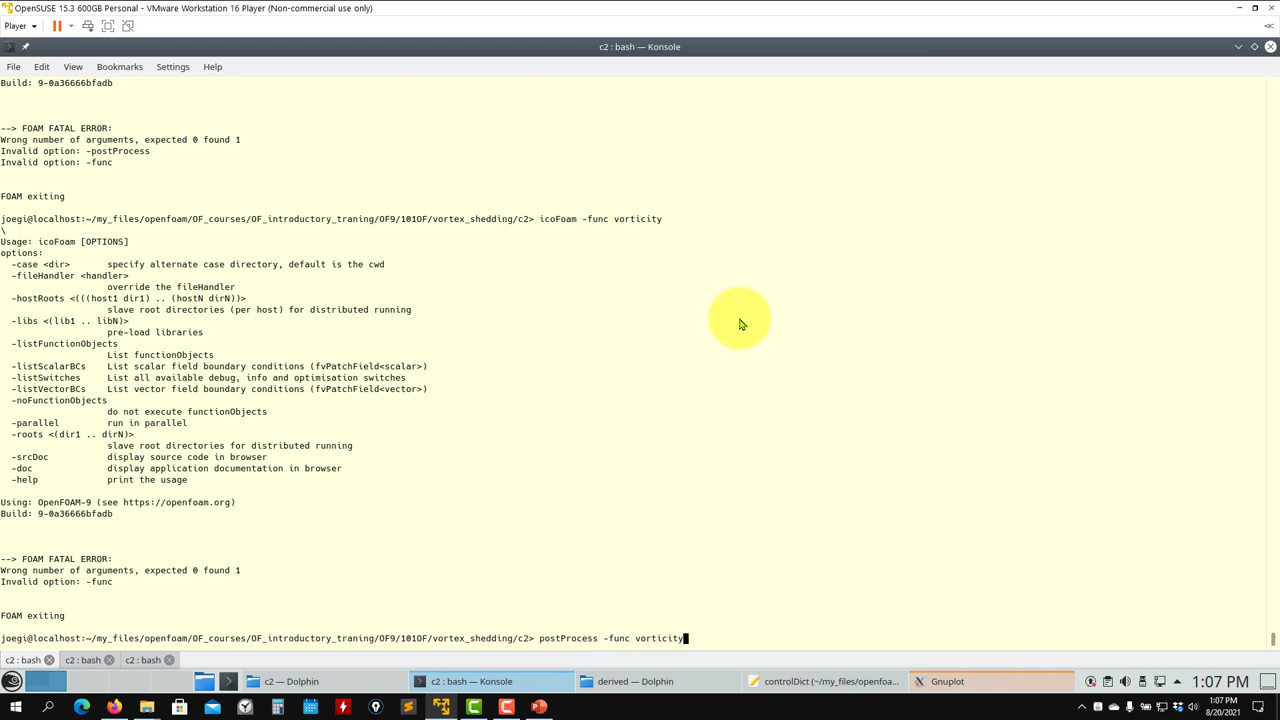 OpenSUSE 15.3 600GB Personal - VMware Workstation 16 Player (Non-commercial use only)
Player
c2 : bash — Konsole
File Edit View Bookmarks Settings Help
Build: 9-0a36666bfadb
--> FOAM FATAL ERROR:
Wrong number of arguments, expected 0 found 1
Invalid option: -postProcess
Invalid option: -func
FOAM exiting
joegi@localhost:~/my_files/openfoam/OF_courses/OF_introductory_traning/OF9/101OF/vortex_shedding/c2> icoFoam -func vorticity
\
Usage: icoFoam [OPTIONS]
options:
-case <dir> specify alternate case directory, default is the cwd
-fileHandler <handler>
override the fileHandler
-hostRoots <(((host1 dir1) .. (hostN dirN))>
slave root directories (per host) for distributed running
-libs <(lib1 .. libN)>
pre-load libraries
-listFunctionObjects
List functionObjects
-listScalarBCs List scalar field boundary conditions (fvPatchField<scalar>)
-listSwitches List all available debug, info and optimisation switches
-listVectorBCs List vector field boundary conditions (fvPatchField<vector>)
-noFunctionObjects
do not execute functionObjects
-parallel run in parallel
-roots <(dir1 .. dirN)>
slave root directories for distributed running
-srcDoc display source code in browser
-doc display application documentation in browser
-help print the usage
Using: OpenFOAM-9 (see https://openfoam.org)
Build: 9-0a36666bfadb
--> FOAM FATAL ERROR:
Wrong number of arguments, expected 0 found 1
Invalid option: -func
FOAM exiting
joegi@localhost:~/my_files/openfoam/OF_courses/OF_introductory_traning/OF9/101OF/vortex_shedding/c2> postProcess -func vorticity
c2 : bash c2 : bash c2 : bash
c2 — Dolphin c2 : bash — Konsole derived — Dolphin controlDict (~/my_files/openfoa... Gnuplot 1:07 PM
1:07 PM
8/20/2021